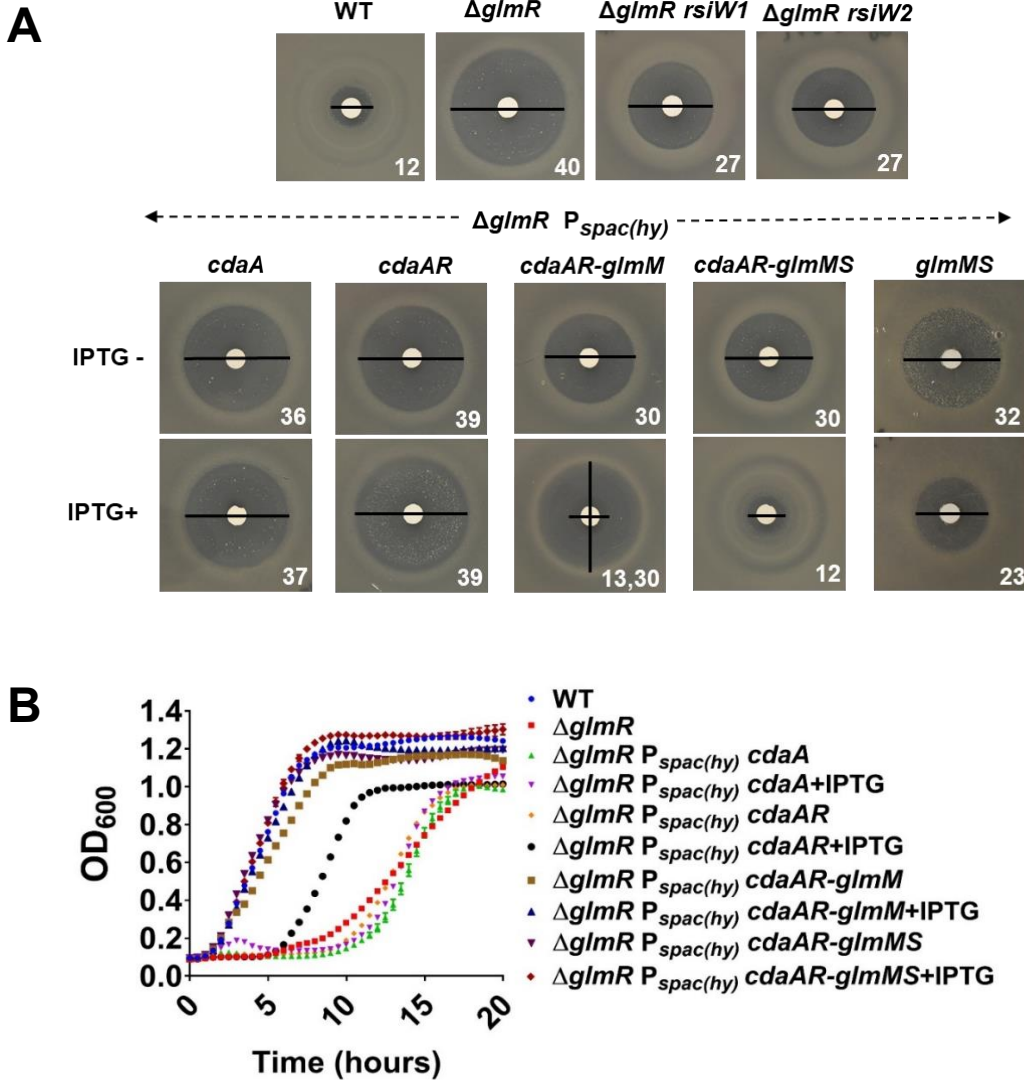 A
WT ΔglmR ΔglmR rsiW1 ΔglmR rsiW2
12 40 27 27
ΔglmR Pspac(hy)
cdaA cdaAR cdaAR-glmM cdaAR-glmMS glmMS
IPTG -
36 39 30 30 32
IPTG+
37 39 13,30 12 23
B
OD600
1.4
1.2
1.0
0.8
0.6
0.4
0.2
0.0
0 5 10 15 20
Time (hours)
WT
ΔglmR
ΔglmR Pspac(hy) cdaA
ΔglmR Pspac(hy) cdaA+IPTG
ΔglmR Pspac(hy) cdaAR
ΔglmR Pspac(hy) cdaAR+IPTG
ΔglmR Pspac(hy) cdaAR-glmM
ΔglmR Pspac(hy) cdaAR-glmM+IPTG
ΔglmR Pspac(hy) cdaAR-glmMS
ΔglmR Pspac(hy) cdaAR-glmMS+IPTG